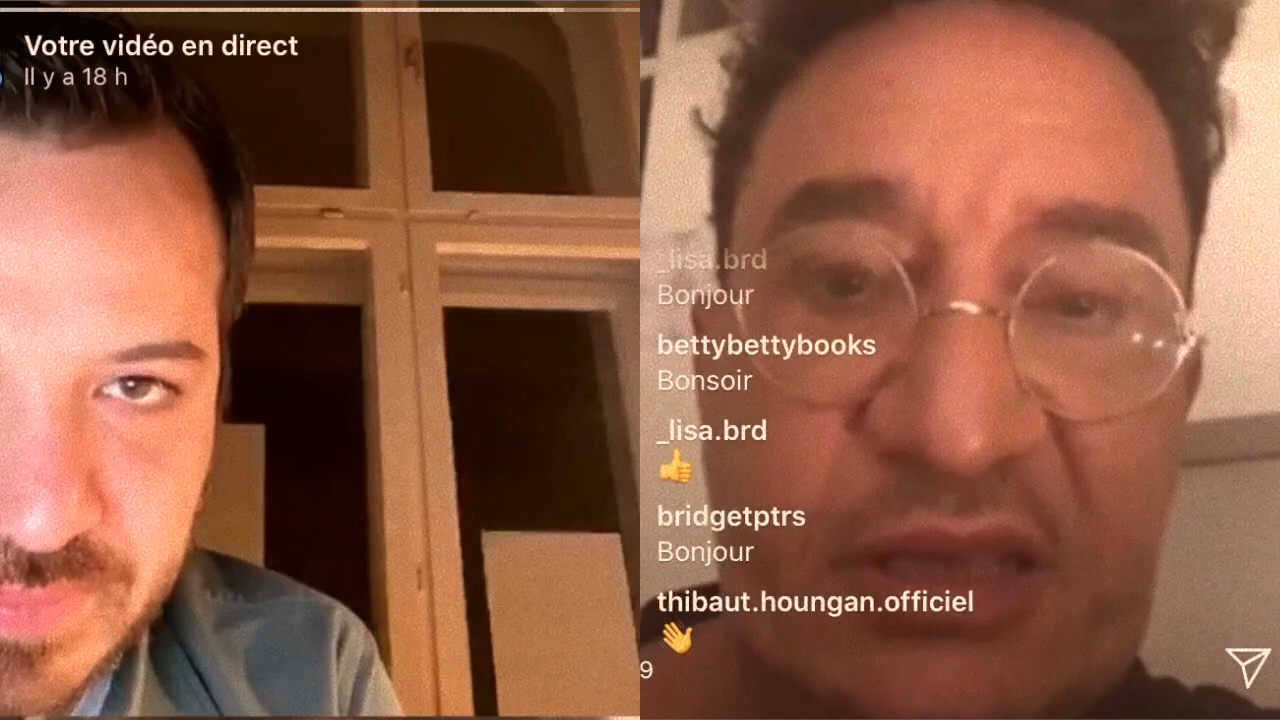 Votre vidéo en direct
Il y a 18 h
_lisa.brd
Bonjour
bettybettybooks
Bonsoir
_lisa.brd
👍
bridgetptrs
Bonjour
thibaut.houngan.officiel
👋
9